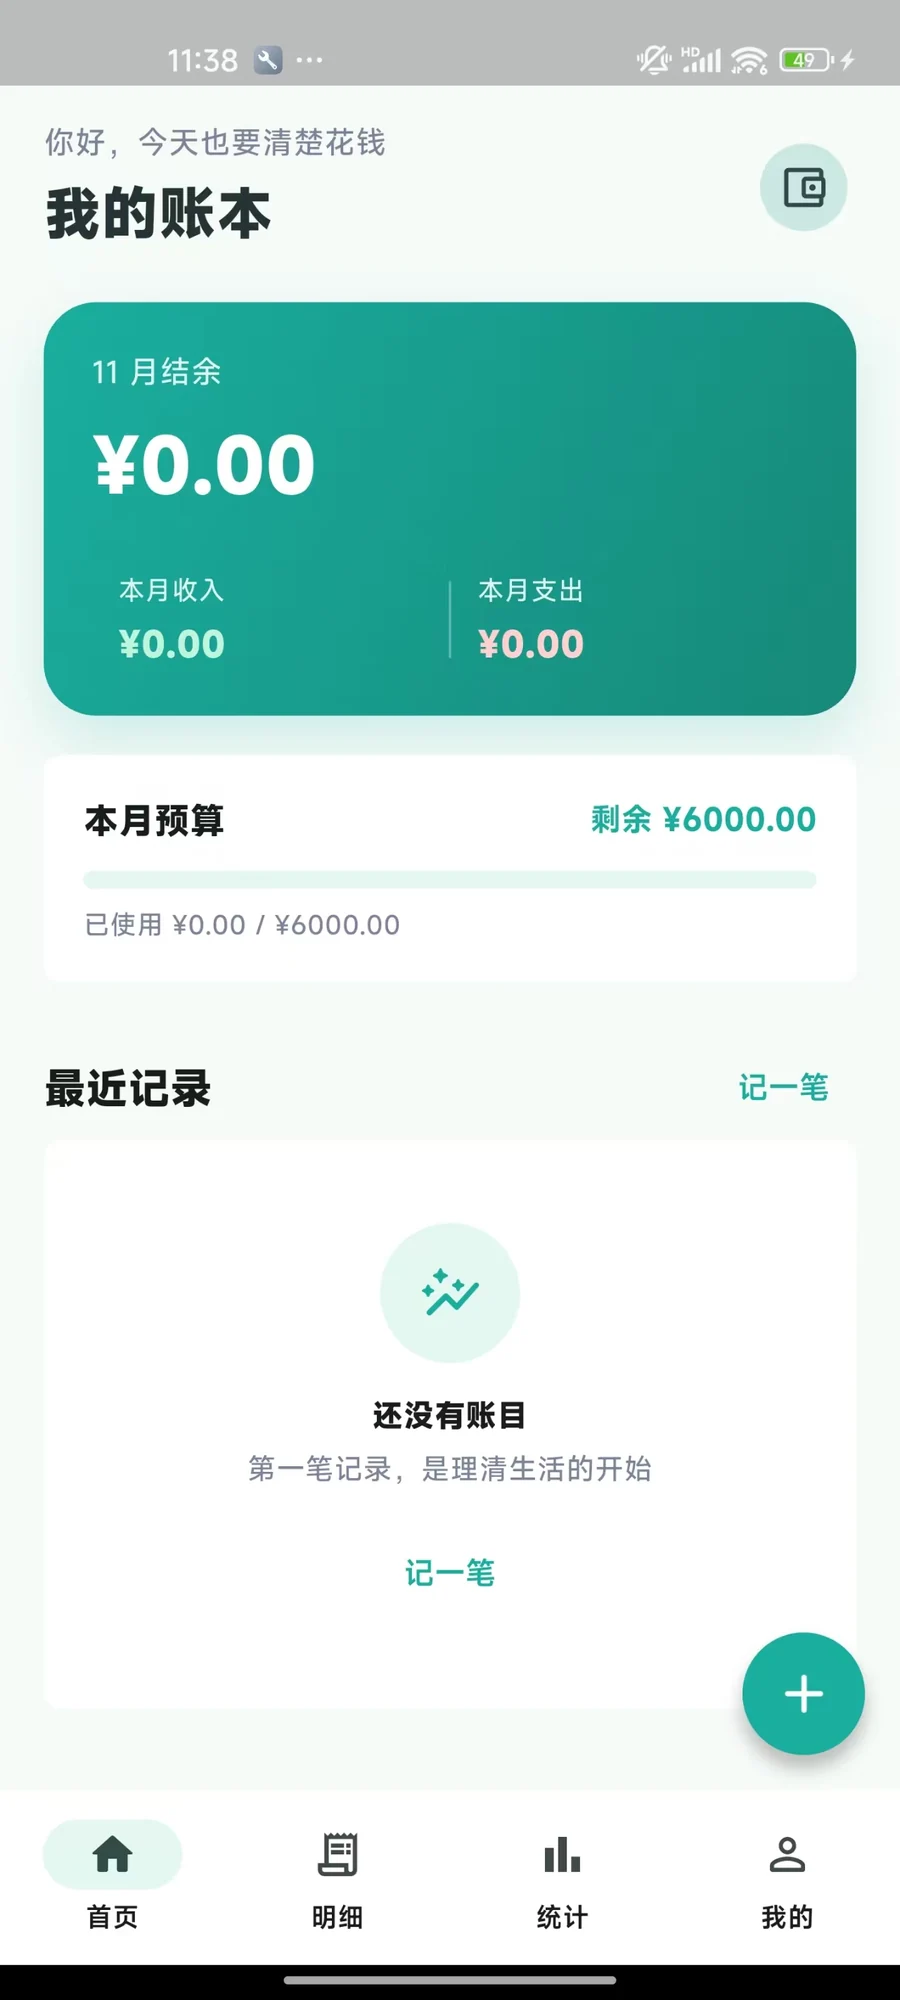 11:38
HD
6
49
你好，今天也要清楚花钱
我的账本
11 月结余
¥0.00
本月收入
¥0.00
本月支出
¥0.00
本月预算
剩余 ¥6000.00
已使用 ¥0.00 / ¥6000.00
最近记录
记一笔
还没有账目
第一笔记录，是理清生活的开始
记一笔
首页
明细
统计
我的